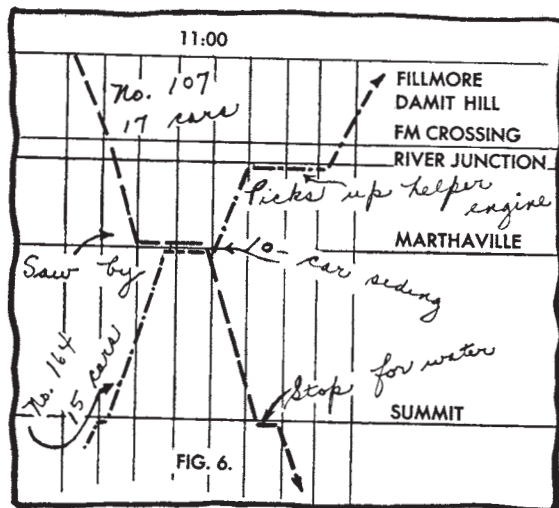 11:00
No. 107
17 cars
FILLMORE
DAMIT HILL
FM CROSSING
RIVER JUNCTION
Picks up helper
engine
MARTHAVILLE
Saw by
10-car siding
No. 164
15 cars
Stop for water
SUMMIT
FIG. 6.